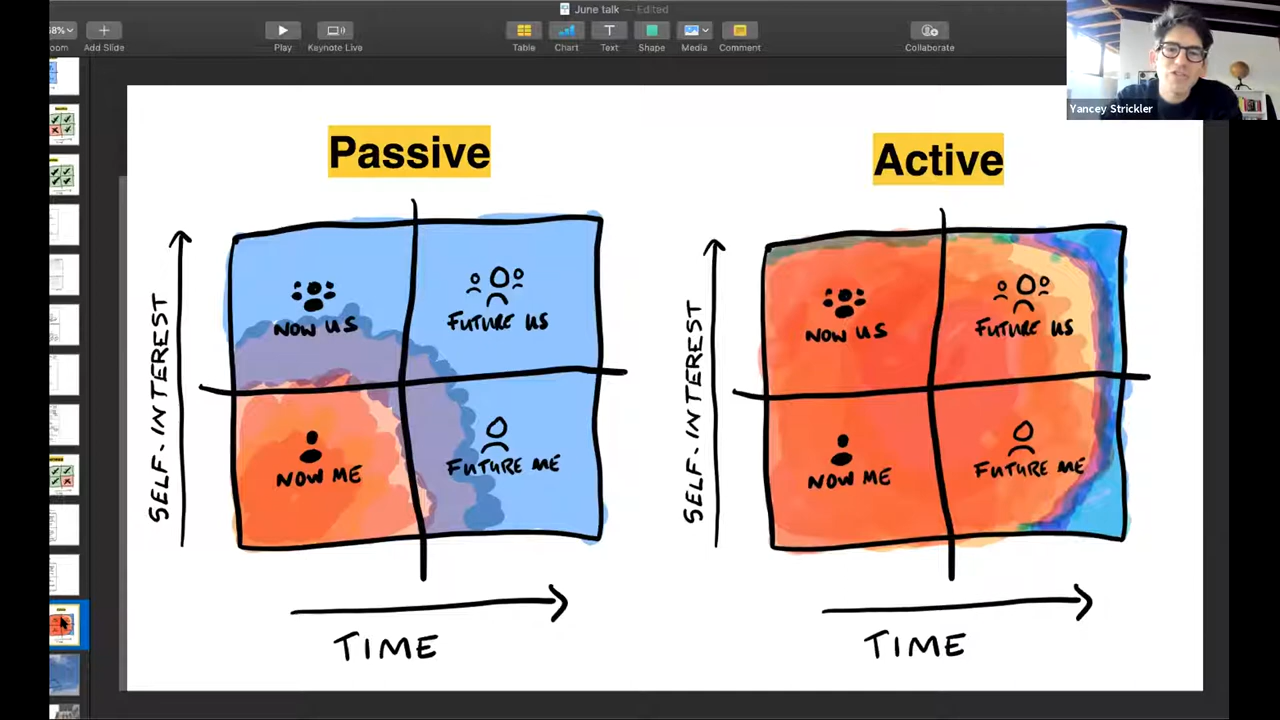 June talk — Edited
68%
Zoom
Add Slide
Play
Keynote Live
Table
Chart
Text
Shape
Media
Comment
Collaborate
Yancey Strickler
Passive
SELF-INTEREST
NOW US
FUTURE US
NOW ME
FUTURE ME
TIME
Active
SELF-INTEREST
NOW US
FUTURE US
NOW ME
FUTURE ME
TIME